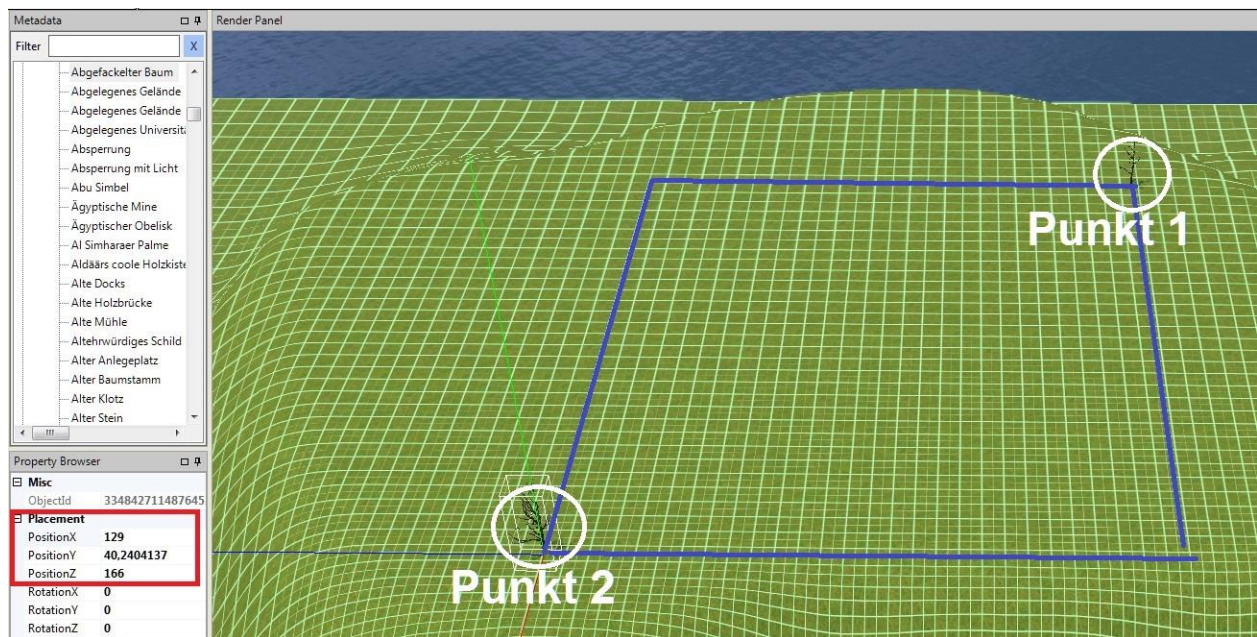 Metadata
Render Panel
Filter
X
Abgefackelter Baum
Abgelegenes Gelände
Abgelegenes Gelände
Abgelegenes Universitä
Absperrung
Absperrung mit Licht
Abu Simbel
Ägyptische Mine
Ägyptischer Obelisk
Al Simharaer Palme
Aldäärs coole Holzkiste
Alte Docks
Alte Holzbrücke
Alte Mühle
Altehrwürdiges Schild
Alter Anlegeplatz
Alter Baumstamm
Alter Klotz
Alter Stein
Property Browser
Misc
ObjectId 334842711487645
Placement
PositionX 129
PositionY 40,2404137
PositionZ 166
RotationX 0
RotationY 0
RotationZ 0
Punkt 1
Punkt 2